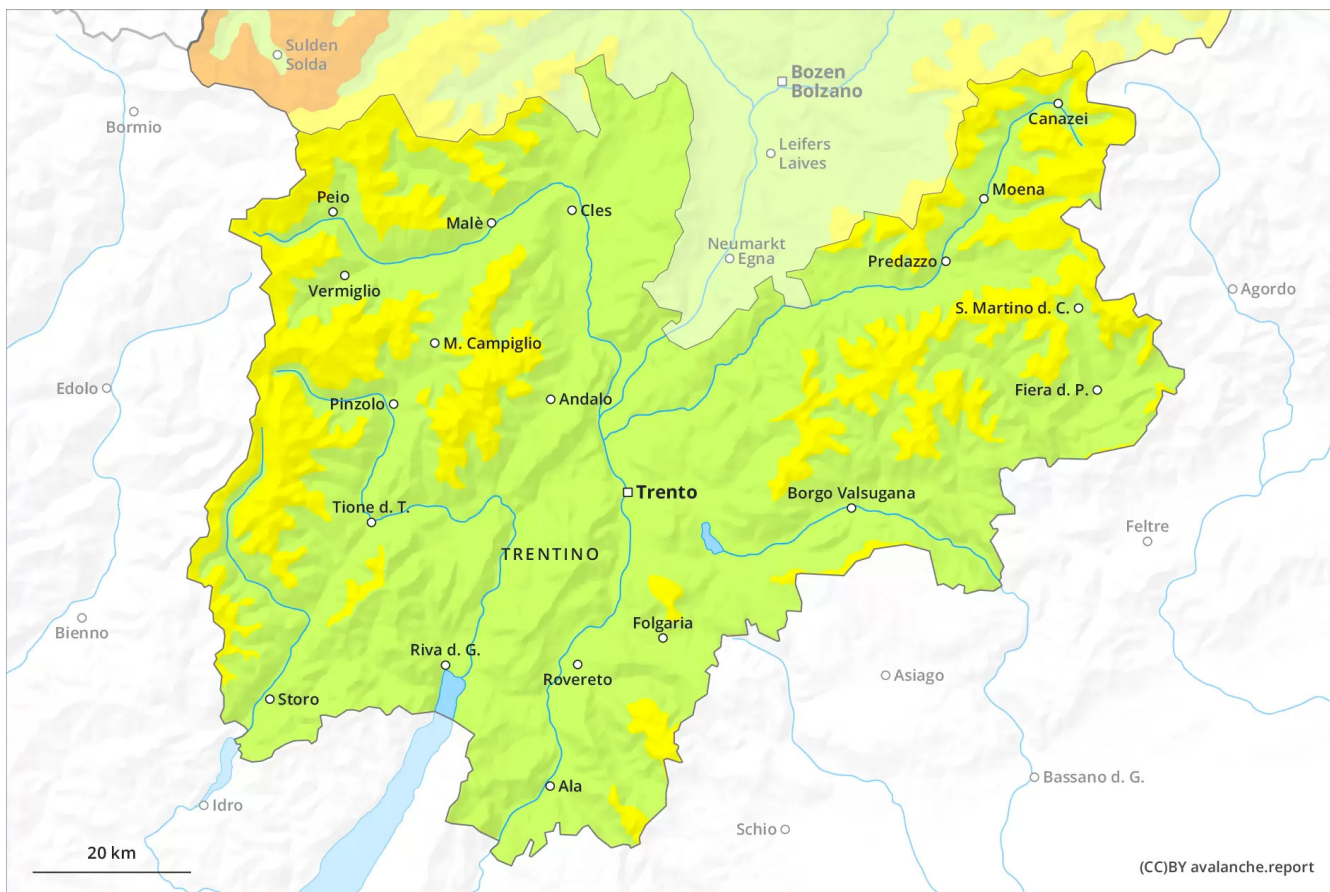 Sulden
Solda
Bozen
Bolzano
Canazei
Bormio
Leifers
Laives
Moena
Peio
Malè
Cles
Neumarkt
Egna
Predazzo
Vermiglio
Agordo
S. Martino d. C.
M. Campiglio
Edolo
Pinzolo
Andalo
Fiera d. P.
Trento
Borgo Valsugana
Tione d. T.
Feltre
TRENTINO
Bienno
Folgaria
Riva d. G.
Rovereto
Asiago
Storo
Bassano d. G.
Ala
Idro
Schio
20 km
(CC)BY avalanche.report